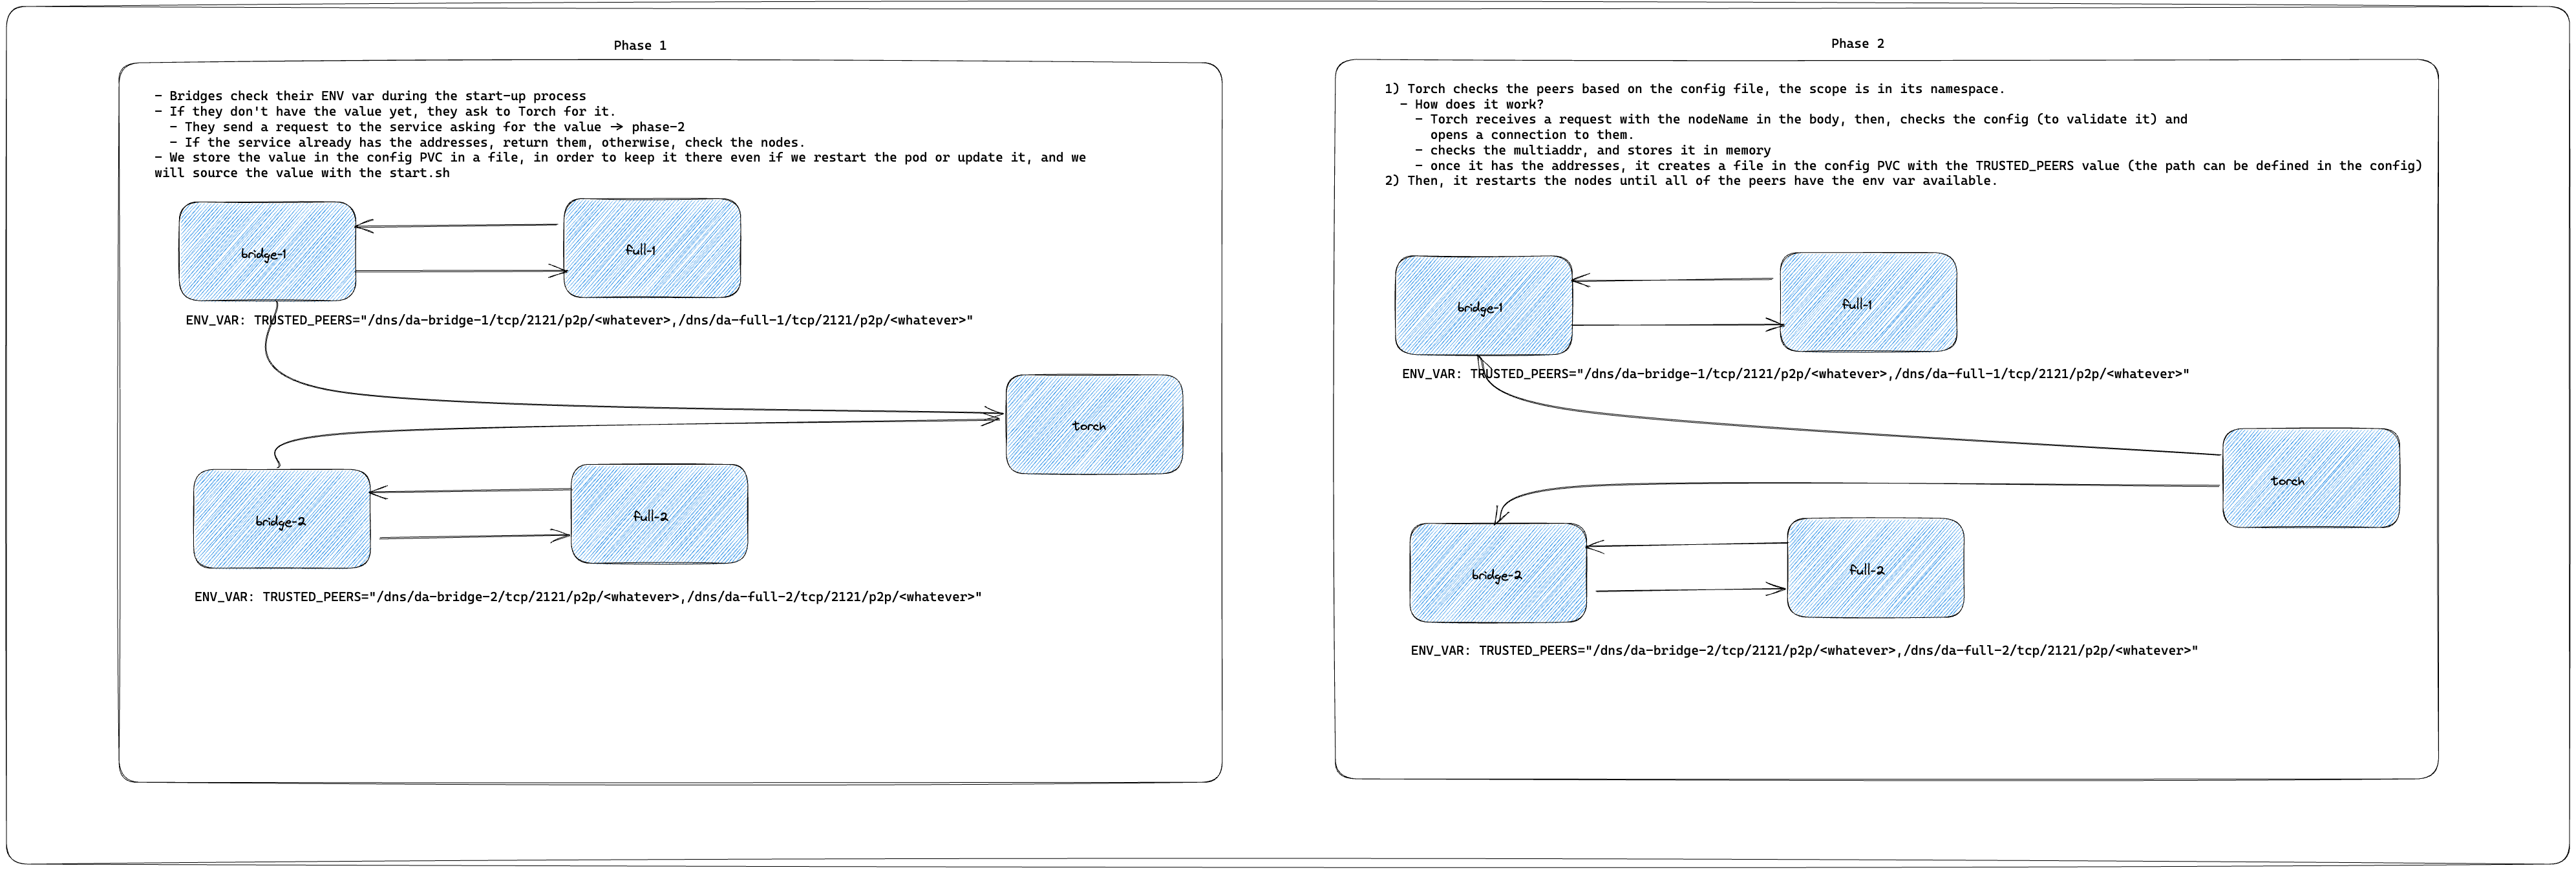 Phase 1
- Bridges check their ENV var during the start-up process
- If they don't have the value yet, they ask to Torch for it.
- They send a request to the service asking for the value -> phase-2
- If the service already has the addresses, return them, otherwise, check the nodes.
- We store the value in the config PVC in a file, in order to keep it there even if we restart the pod or update it, and we
will source the value with the start.sh
bridge-1
full-1
ENV_VAR: TRUSTED_PEERS="/dns/da-bridge-1/tcp/2121/p2p/<whatever>,/dns/da-full-1/tcp/2121/p2p/<whatever>"
torch
bridge-2
full-2
ENV_VAR: TRUSTED_PEERS="/dns/da-bridge-2/tcp/2121/p2p/<whatever>,/dns/da-full-2/tcp/2121/p2p/<whatever>"
Phase 2
1) Torch checks the peers based on the config file, the scope is in its namespace.
- How does it work?
- Torch receives a request with the nodeName in the body, then, checks the config (to validate it) and
opens a connection to them.
- checks the multiaddr, and stores it in memory
- once it has the addresses, it creates a file in the config PVC with the TRUSTED_PEERS value (the path can be defined in the config)
2) Then, it restarts the nodes until all of the peers have the env var available.
bridge-1
full-1
ENV_VAR: TRUSTED_PEERS="/dns/da-bridge-1/tcp/2121/p2p/<whatever>,/dns/da-full-1/tcp/2121/p2p/<whatever>"
torch
bridge-2
full-2
ENV_VAR: TRUSTED_PEERS="/dns/da-bridge-2/tcp/2121/p2p/<whatever>,/dns/da-full-2/tcp/2121/p2p/<whatever>"